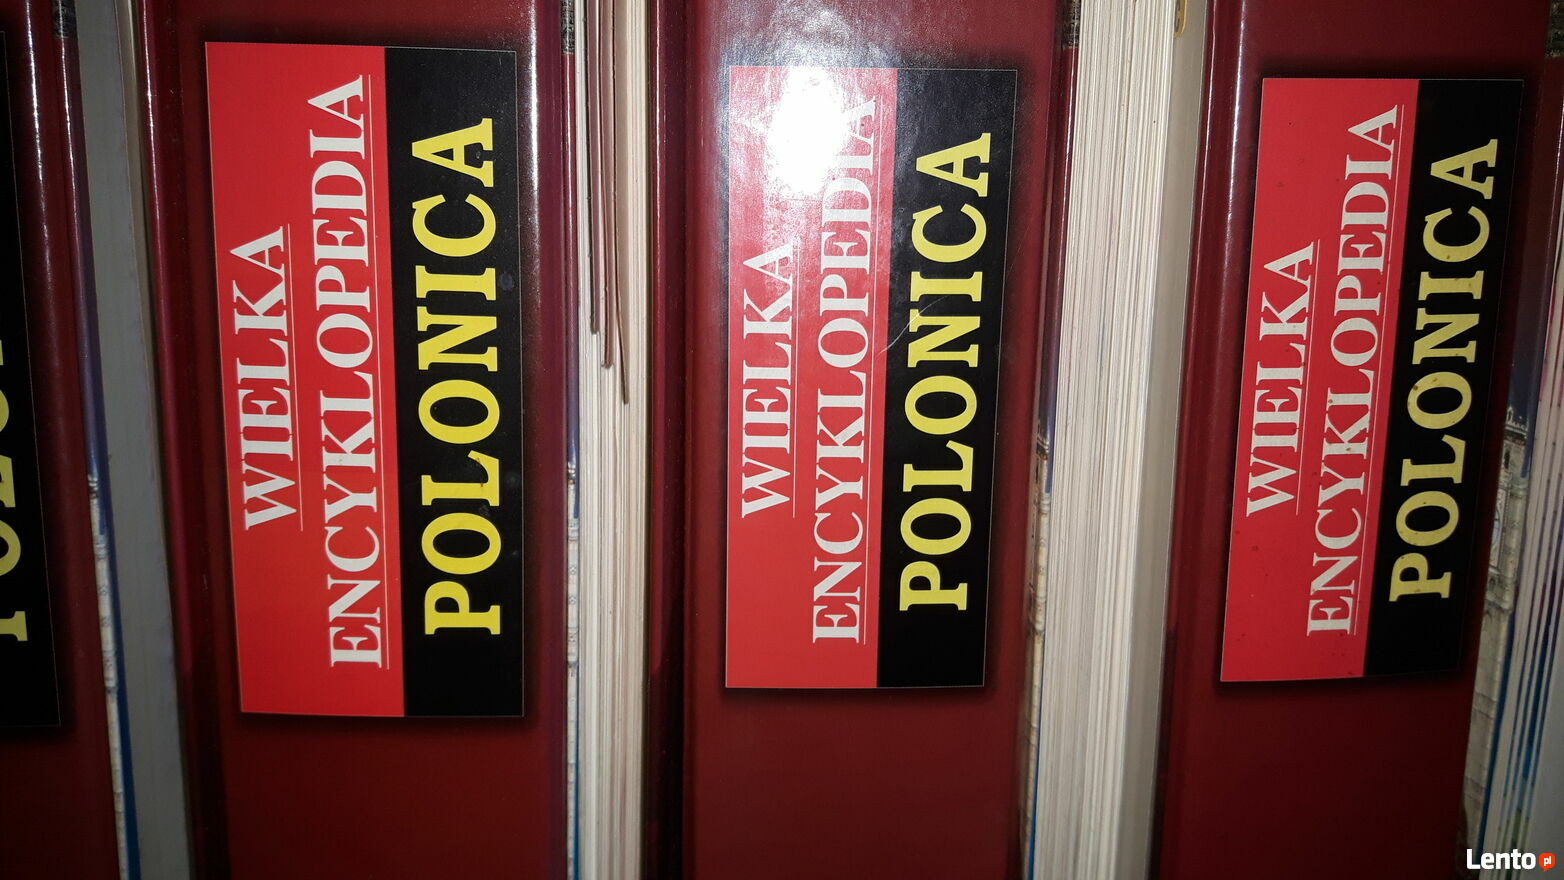 WIELKA
ENCYKLOPEDIA
POLONICA
WIELKA
ENCYKLOPEDIA
POLONICA
WIELKA
ENCYKLOPEDIA
POLONICA
Lento pl